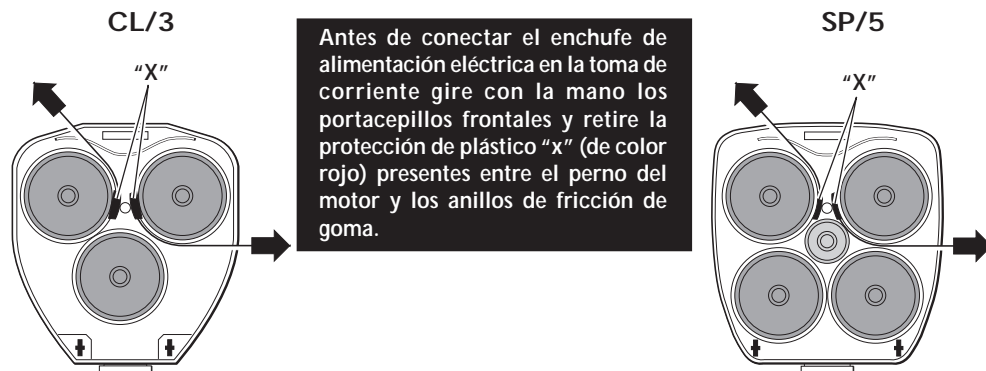 CL/3
"X"
Antes de conectar el enchufe de
alimentación eléctrica en la toma de
corriente gire con la mano los
portacepillos frontales y retire la
protección de plástico "x" (de color
rojo) presentes entre el perno del
motor y los anillos de fricción de
goma.
SP/5
"X"